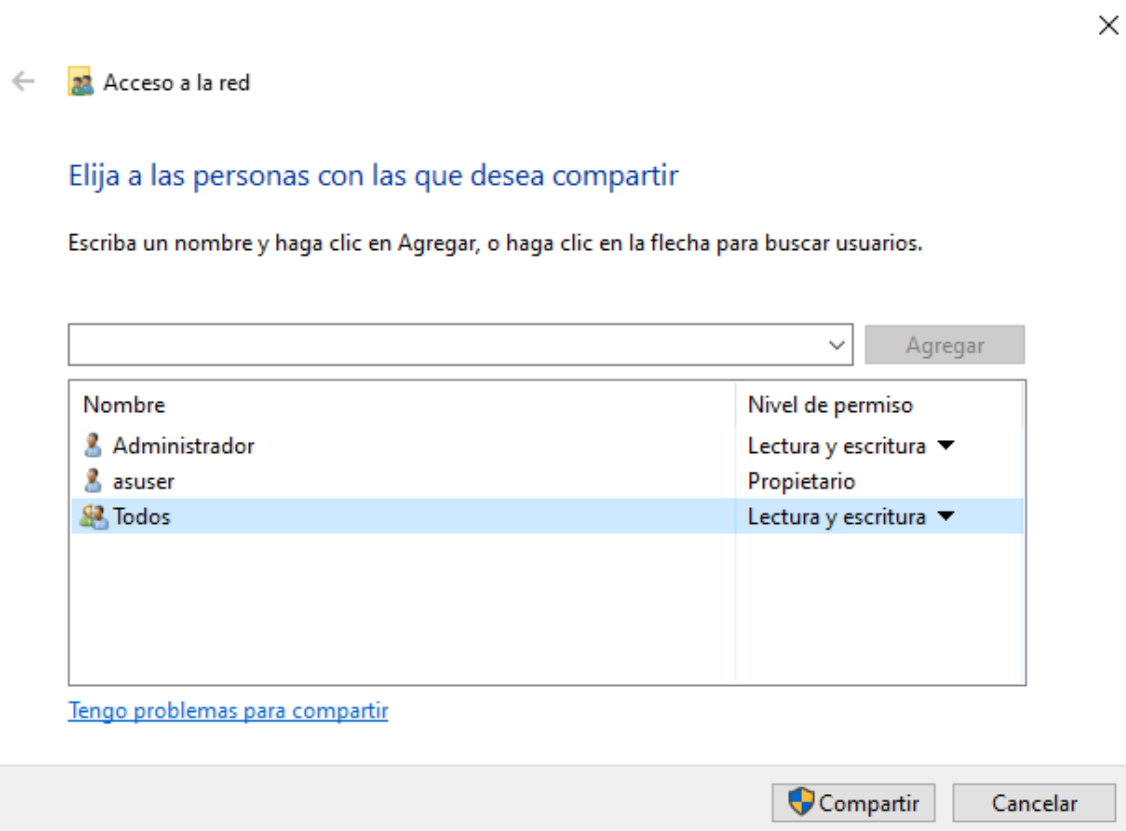 Acceso a la red
Elija a las personas con las que desea compartir
Escriba un nombre y haga clic en Agregar, o haga clic en la flecha para buscar usuarios.
Agregar
Nombre Nivel de permiso
Administrador Lectura y escritura
asuser Propietario
Todos Lectura y escritura
Tengo problemas para compartir
Compartir Cancelar